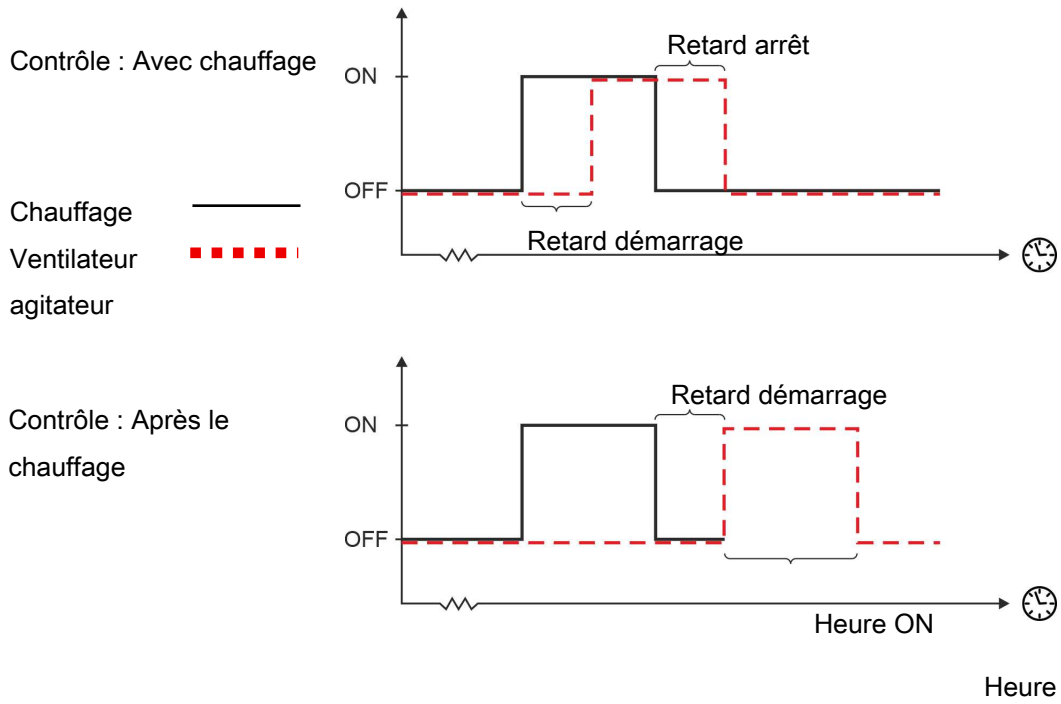 Retard arrêt
Contrôle : Avec chauffage
ON
OFF
Chauffage
Retard démarrage
Ventilateur
agitateur
Retard démarrage
Contrôle : Après le
chauffage
ON
OFF
Heure ON
Heure